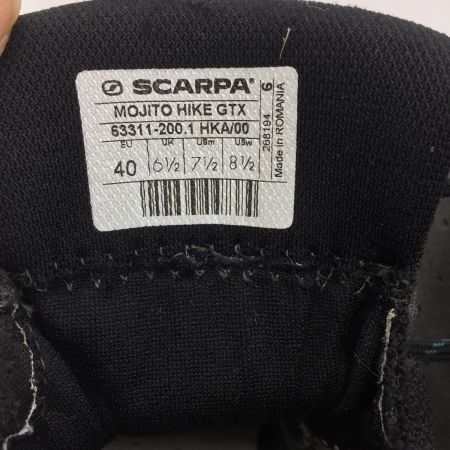 SCARPA®
MOJITO HIKE GTX
63311-200.1 HKA/00
EU UK USm USw
40 6½ 7½ 8½
268194 6
Made in ROMANIA